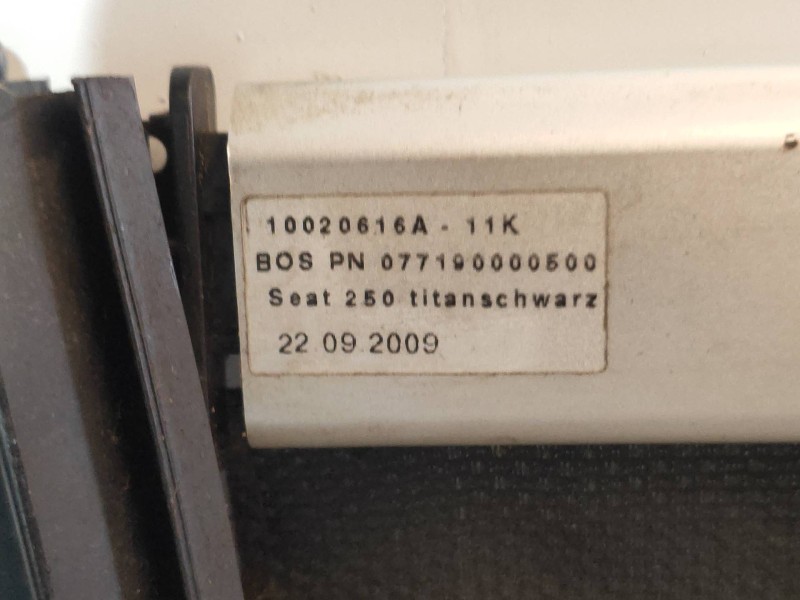 10020616A - 11K
BOS PN 077190000500
Seat 250 titanschwarz
22 09 2009